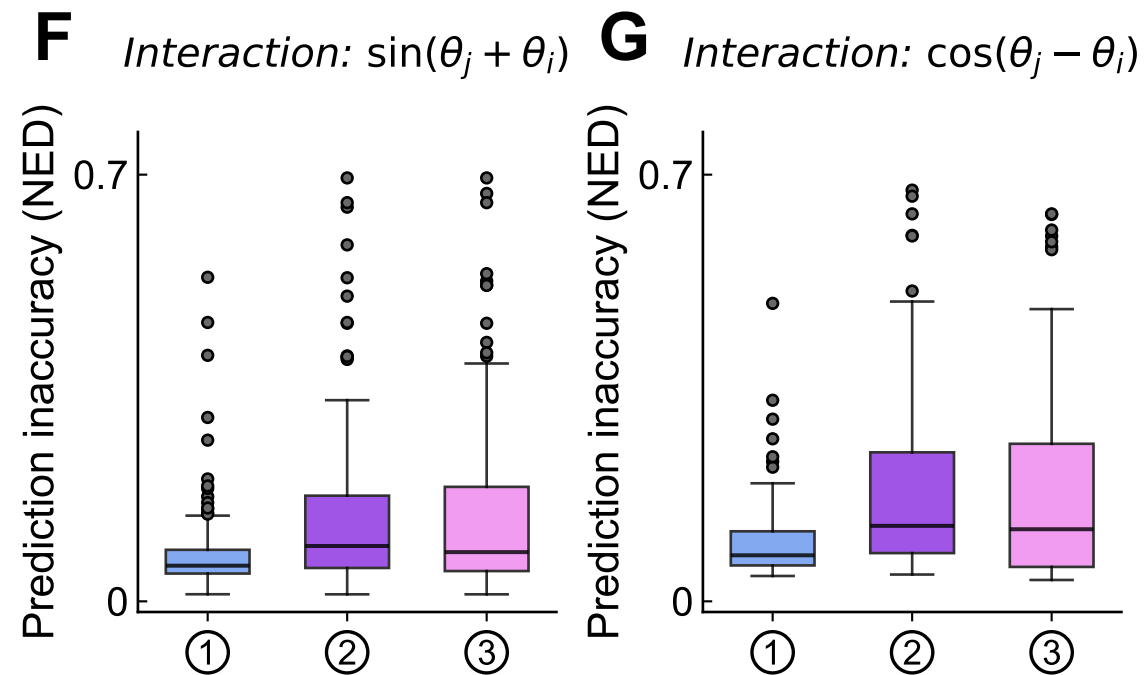 F
Interaction: sin(θj + θi)
Prediction inaccuracy (NED)
0.7
0
1
2
3
G
Interaction: cos(θj − θi)
Prediction inaccuracy (NED)
0.7
0
1
2
3